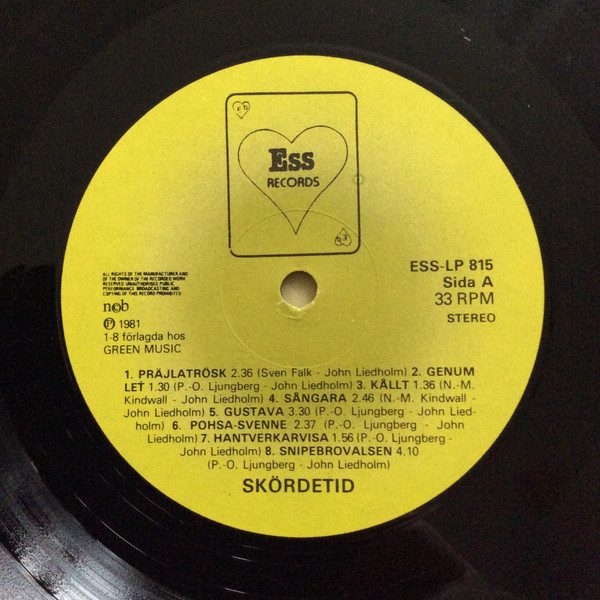 Ess
RECORDS
ESS-LP 815
Sida A
33 RPM
STEREO
ALL RIGHTS OF THE MANUFACTURER AND
OF THE OWNER OF THE RECORDED WORK
RESERVED UNAUTHORISED PUBLIC
PERFORMANCE BROADCASTING AND
COPYING OF THIS RECORD PROHIBITED
ncb
℗ 1981
1-8 förlagda hos
GREEN MUSIC
1. PRÄJLATRÖSK 2.36 (Sven Falk - John Liedholm) 2. GENUM
LET 1.30 (P.-O. Ljungberg - John Liedholm) 3. KÄLLT 1.36 (N.-M.
Kindwall - John Liedholm) 4. SÄNGARA 2.46 (N.-M. Kindwall -
John Liedholm) 5. GUSTAVA 3.30 (P.-O. Ljungberg - John Lied-
holm) 6. POHSA-SVENNE 2.37 (P.-O. Ljungberg - John
Liedholm) 7. HANTVERKARVISA 1.56 (P.-O. Ljungberg -
John Liedholm) 8. SNIPEBROVALSEN 4.10
(P.-O. Ljungberg - John Liedholm)
SKÖRDETID